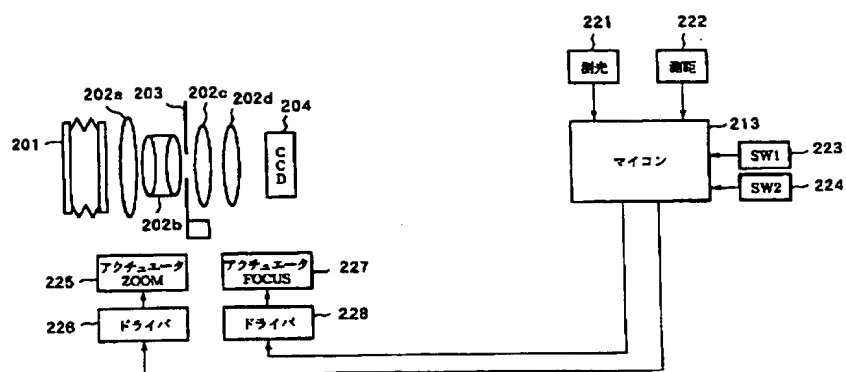 221 222
測光 測距
202a 203 202c 202d 204
201
CCD
202b
213
マイコン
SW1 223
SW2 224
225 アクチュエータ ZOOM
アクチュエータ FOCUS 227
226 ドライバ
ドライバ 228